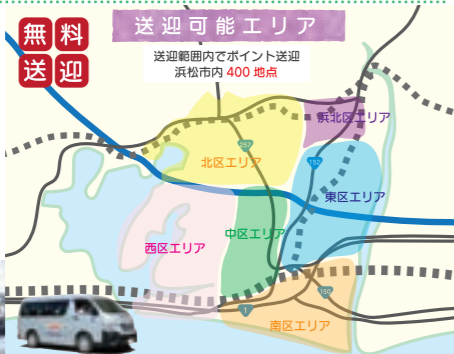 無料
送迎
送迎可能エリア
送迎範囲内でポイント送迎
浜松市内 400 地点
浜北区エリア
257
北区エリア
152
東区エリア
中区エリア
西区エリア
150
1
南区エリア